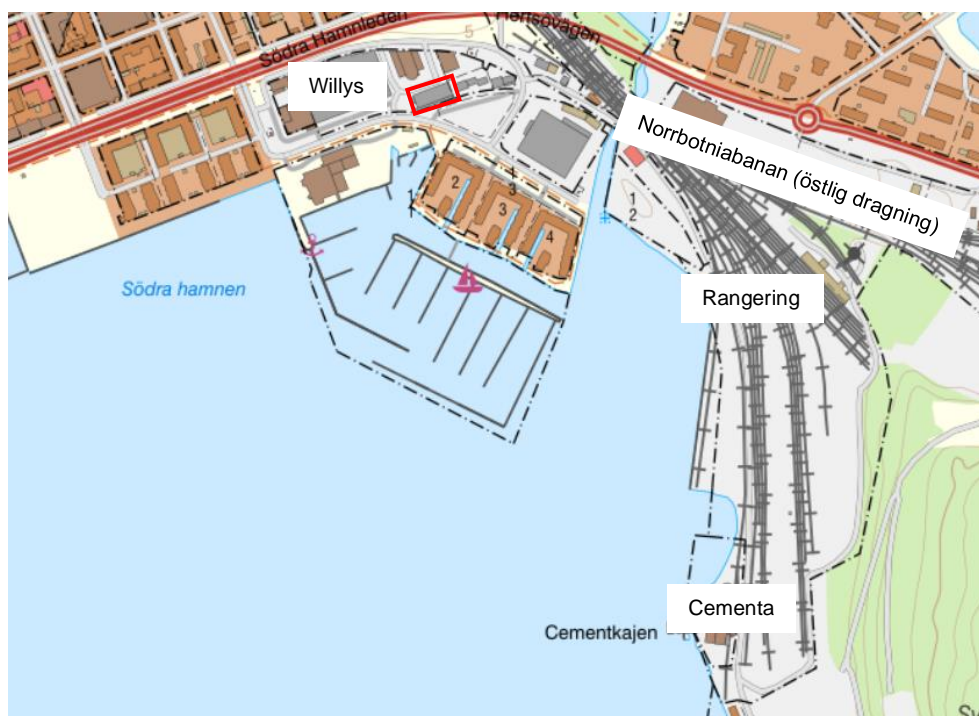 Södra Hamnleden
5
Willys
Norrbotniabanan (östlig dragning)
1
2
3
3
4
1
1
2
Södra hamnen
Rangering
Cementa
Cementkajen